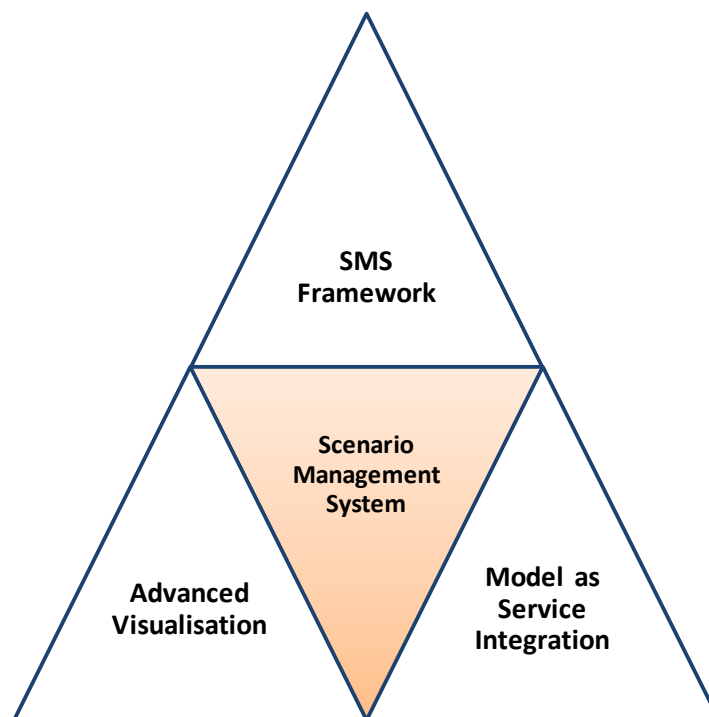 SMS
Framework
Scenario
Management
System
Advanced
Visualisation
Model as
Service
Integration